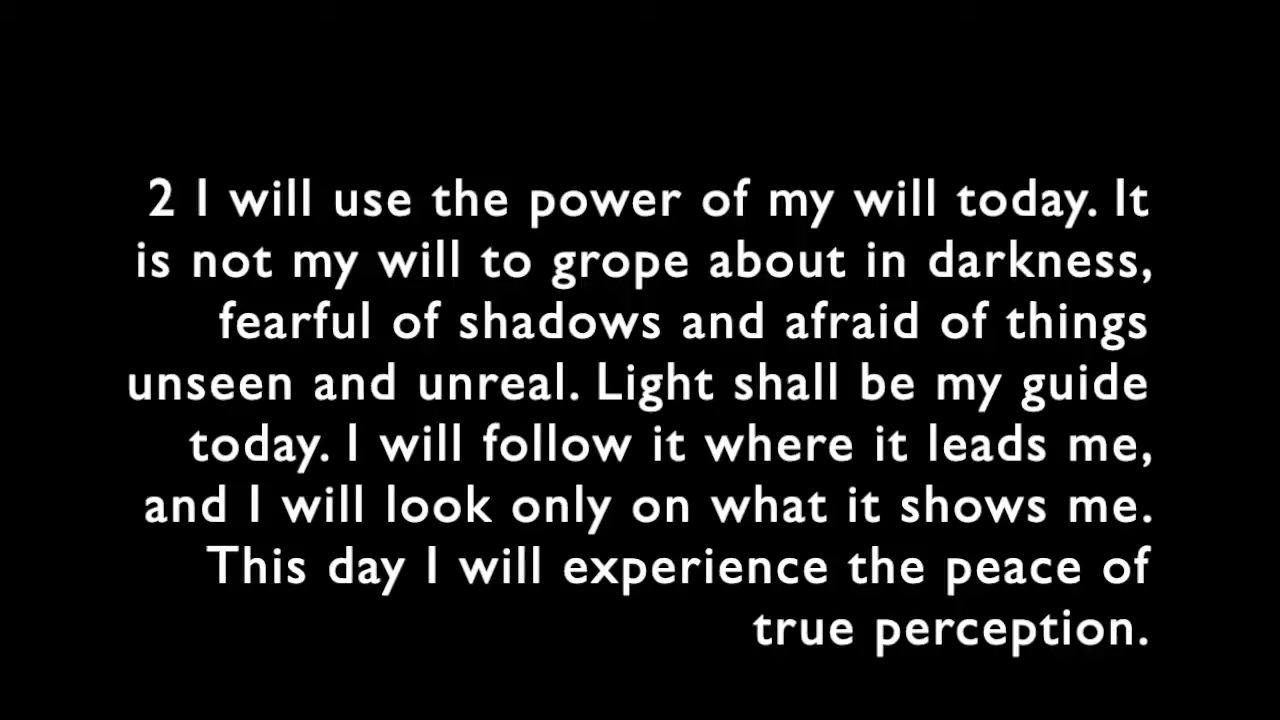 2 I will use the power of my will today. It
is not my will to grope about in darkness,
fearful of shadows and afraid of things
unseen and unreal. Light shall be my guide
today. I will follow it where it leads me,
and I will look only on what it shows me.
This day I will experience the peace of
true perception.